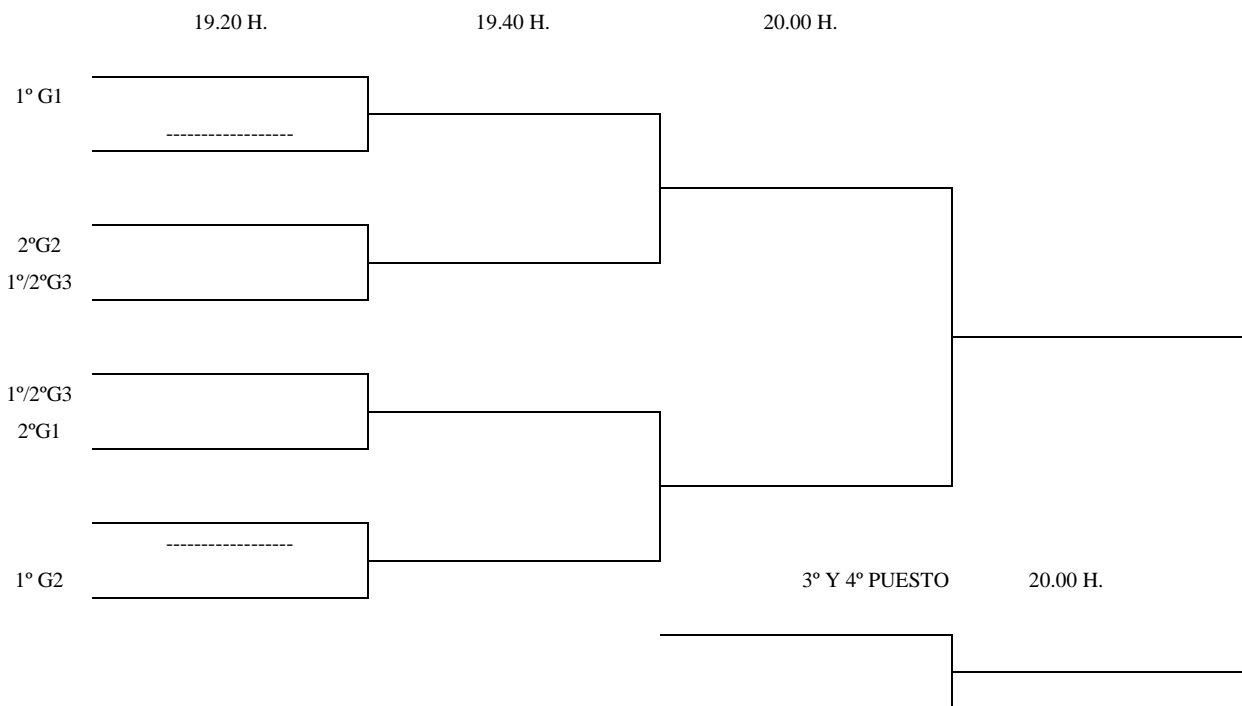 19.20 H. 19.40 H. 20.00 H.
1º G1
-------------------
2ºG2
1º/2ºG3
1º/2ºG3
2ºG1
-------------------
1º G2 3º Y 4º PUESTO 20.00 H.